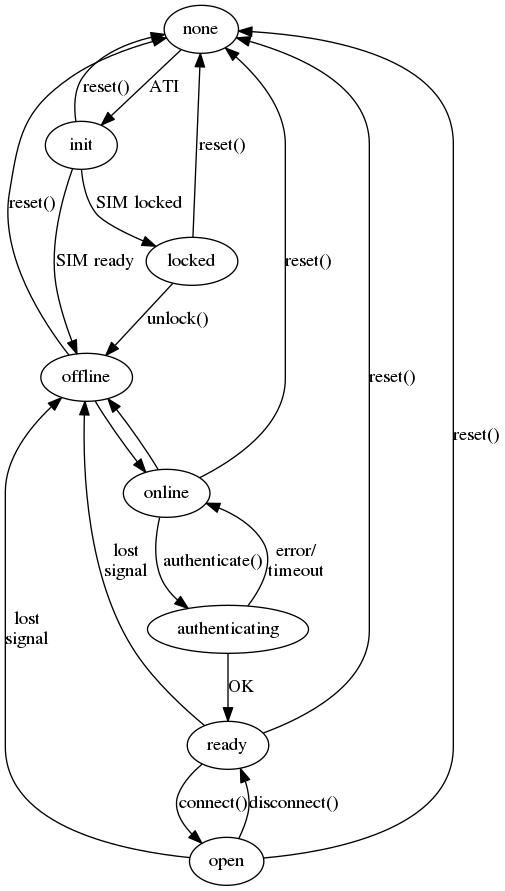 none
reset()
ATI
init
reset()
SIM locked
reset()
SIM ready
locked
reset()
unlock()
offline
reset()
reset()
online
lost
signal
authenticate()
error/
timeout
lost
signal
authenticating
OK
ready
connect()
disconnect()
open